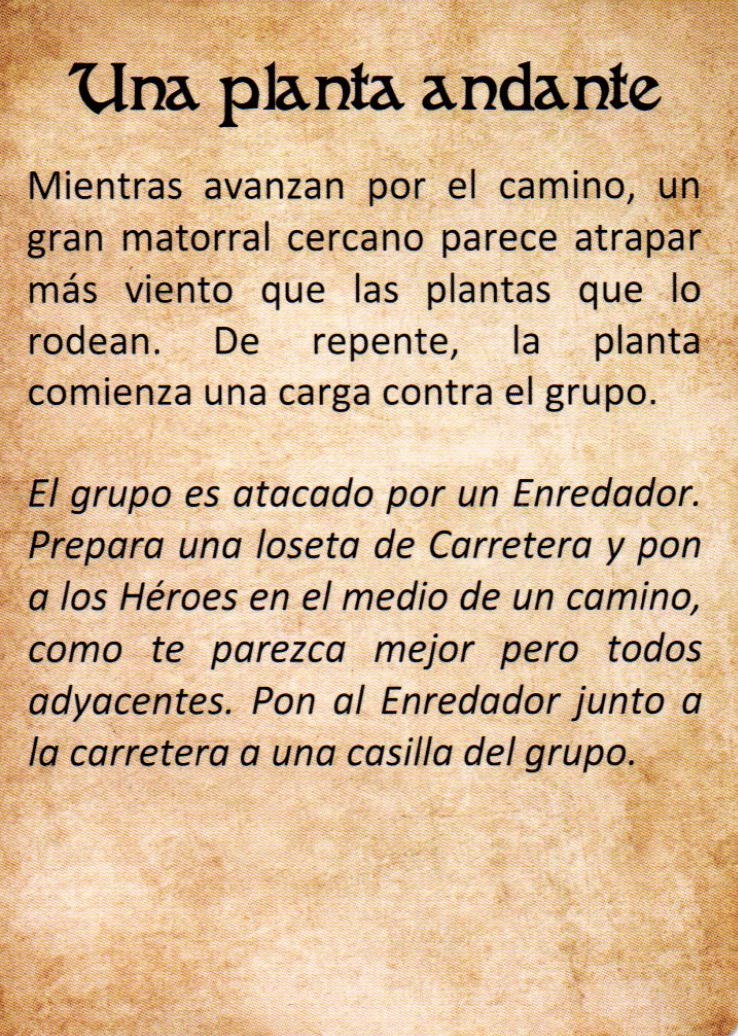 Una planta andante
Mientras avanzan por el camino, un
gran matorral cercano parece atrapar
más viento que las plantas que lo
rodean. De repente, la planta
comienza una carga contra el grupo.
El grupo es atacado por un Enredador.
Prepara una loseta de Carretera y pon
a los Héroes en el medio de un camino,
como te parezca mejor pero todos
adyacentes. Pon al Enredador junto a
la carretera a una casilla del grupo.